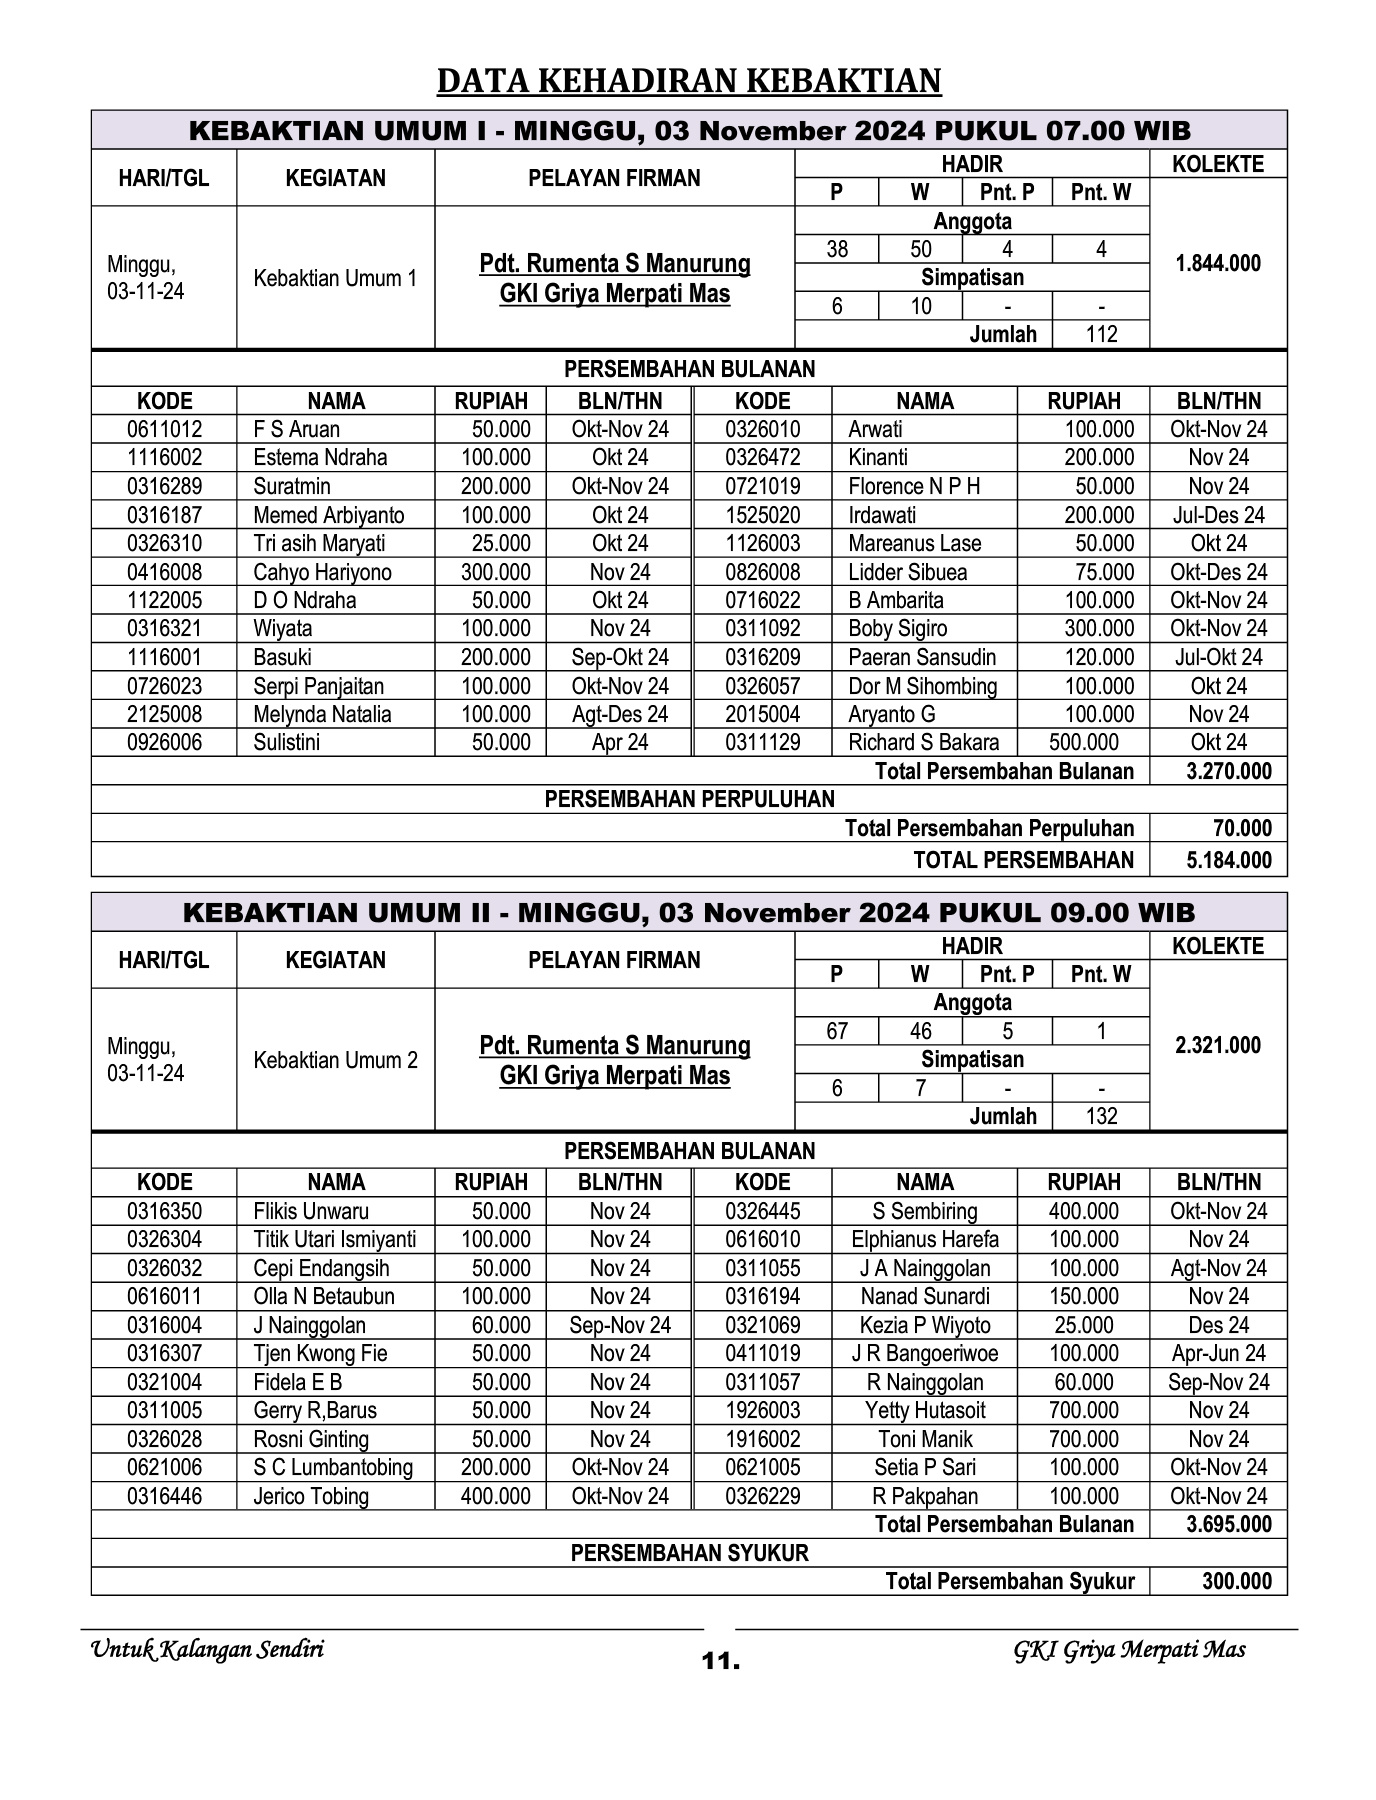 DATA KEHADIRAN KEBAKTIAN
KEBAKTIAN UMUM I - MINGGU, 03 November 2024 PUKUL 07.00 WIB
HARI/TGL KEGIATAN PELAYAN FIRMAN HADIR KOLEKTE
P W Pnt. P Pnt. W
Minggu, 03-11-24 Kebaktian Umum 1 Pdt. Rumenta S Manurung GKI Griya Merpati Mas
Anggota
38 50 4 4
1.844.000
Simpatisan
6 10 - -
Jumlah 112
PERSEMBAHAN BULANAN
KODE NAMA RUPIAH BLN/THN KODE NAMA RUPIAH BLN/THN
0611012 F S Aruan 50.000 Okt-Nov 24 0326010 Arwati 100.000 Okt-Nov 24
1116002 Estema Ndraha 100.000 Okt 24 0326472 Kinanti 200.000 Nov 24
0316289 Suratmin 200.000 Okt-Nov 24 0721019 Florence N P H 50.000 Nov 24
0316187 Memed Arbiyanto 100.000 Okt 24 1525020 Irdawati 200.000 Jul-Des 24
0326310 Tri asih Maryati 25.000 Okt 24 1126003 Mareanus Lase 50.000 Okt 24
0416008 Cahyo Hariyono 300.000 Nov 24 0826008 Lidder Sibuea 75.000 Okt-Des 24
1122005 D O Ndraha 50.000 Okt 24 0716022 B Ambarita 100.000 Okt-Nov 24
0316321 Wiyata 100.000 Nov 24 0311092 Boby Sigiro 300.000 Okt-Nov 24
1116001 Basuki 200.000 Sep-Okt 24 0316209 Paeran Sansudin 120.000 Jul-Okt 24
0726023 Serpi Panjaitan 100.000 Okt-Nov 24 0326057 Dor M Sihombing 100.000 Okt 24
2125008 Melynda Natalia 100.000 Agt-Des 24 2015004 Aryanto G 100.000 Nov 24
0926006 Sulistini 50.000 Apr 24 0311129 Richard S Bakara 500.000 Okt 24
Total Persembahan Bulanan 3.270.000
PERSEMBAHAN PERPULUHAN
Total Persembahan Perpuluhan 70.000
TOTAL PERSEMBAHAN 5.184.000
KEBAKTIAN UMUM II - MINGGU, 03 November 2024 PUKUL 09.00 WIB
HARI/TGL KEGIATAN PELAYAN FIRMAN HADIR KOLEKTE
P W Pnt. P Pnt. W
Minggu, 03-11-24 Kebaktian Umum 2 Pdt. Rumenta S Manurung GKI Griya Merpati Mas
Anggota
67 46 5 1
2.321.000
Simpatisan
6 7 - -
Jumlah 132
PERSEMBAHAN BULANAN
KODE NAMA RUPIAH BLN/THN KODE NAMA RUPIAH BLN/THN
0316350 Flikis Unwaru 50.000 Nov 24 0326445 S Sembiring 400.000 Okt-Nov 24
0326304 Titik Utari Ismiyanti 100.000 Nov 24 0616010 Elphianus Harefa 100.000 Nov 24
0326032 Cepi Endangsih 50.000 Nov 24 0311055 J A Nainggolan 100.000 Agt-Nov 24
0616011 Olla N Betaubun 100.000 Nov 24 0316194 Nanad Sunardi 150.000 Nov 24
0316004 J Nainggolan 60.000 Sep-Nov 24 0321069 Kezia P Wiyoto 25.000 Des 24
0316307 Tjen Kwong Fie 50.000 Nov 24 0411019 J R Bangoeriwoe 100.000 Apr-Jun 24
0321004 Fidela E B 50.000 Nov 24 0311057 R Nainggolan 60.000 Sep-Nov 24
0311005 Gerry R,Barus 50.000 Nov 24 1926003 Yetty Hutasoit 700.000 Nov 24
0326028 Rosni Ginting 50.000 Nov 24 1916002 Toni Manik 700.000 Nov 24
0621006 S C Lumbantobing 200.000 Okt-Nov 24 0621005 Setia P Sari 100.000 Okt-Nov 24
0316446 Jerico Tobing 400.000 Okt-Nov 24 0326229 R Pakpahan 100.000 Okt-Nov 24
Total Persembahan Bulanan 3.695.000
PERSEMBAHAN SYUKUR
Total Persembahan Syukur 300.000
Untuk Kalangan Sendiri 11. GKI Griya Merpati Mas